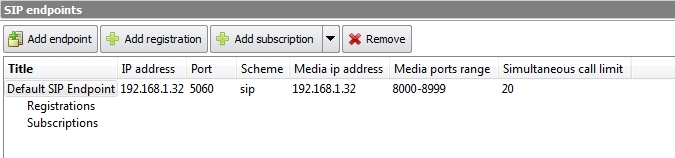 SIP endpoints
Add endpoint Add registration Add subscription Remove
Title IP address Port Scheme Media ip address Media ports range Simultaneous call limit
Default SIP Endpoint 192.168.1.32 5060 sip 192.168.1.32 8000-8999 20
Registrations
Subscriptions